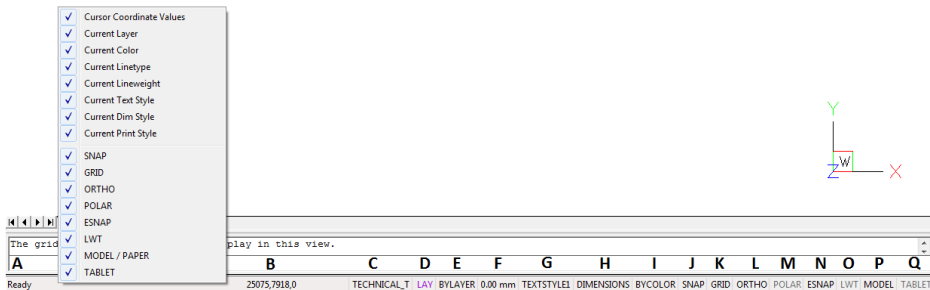 Cursor Coordinate Values
Current Layer
Current Color
Current Linetype
Current Lineweight
Current Text Style
Current Dim Style
Current Print Style
SNAP
GRID
ORTHO
POLAR
ESNAP
LWT
MODEL / PAPER
TABLET
Y
W
Z
X
The grid play in this view.
A B C D E F G H I J K L M N O P Q
Ready 25075,7918,0 TECHNICAL_T LAY BYLAYER 0.00 mm TEXTSTYLE1 DIMENSIONS BYCOLOR SNAP GRID ORTHO POLAR ESNAP LWT MODEL TABLET